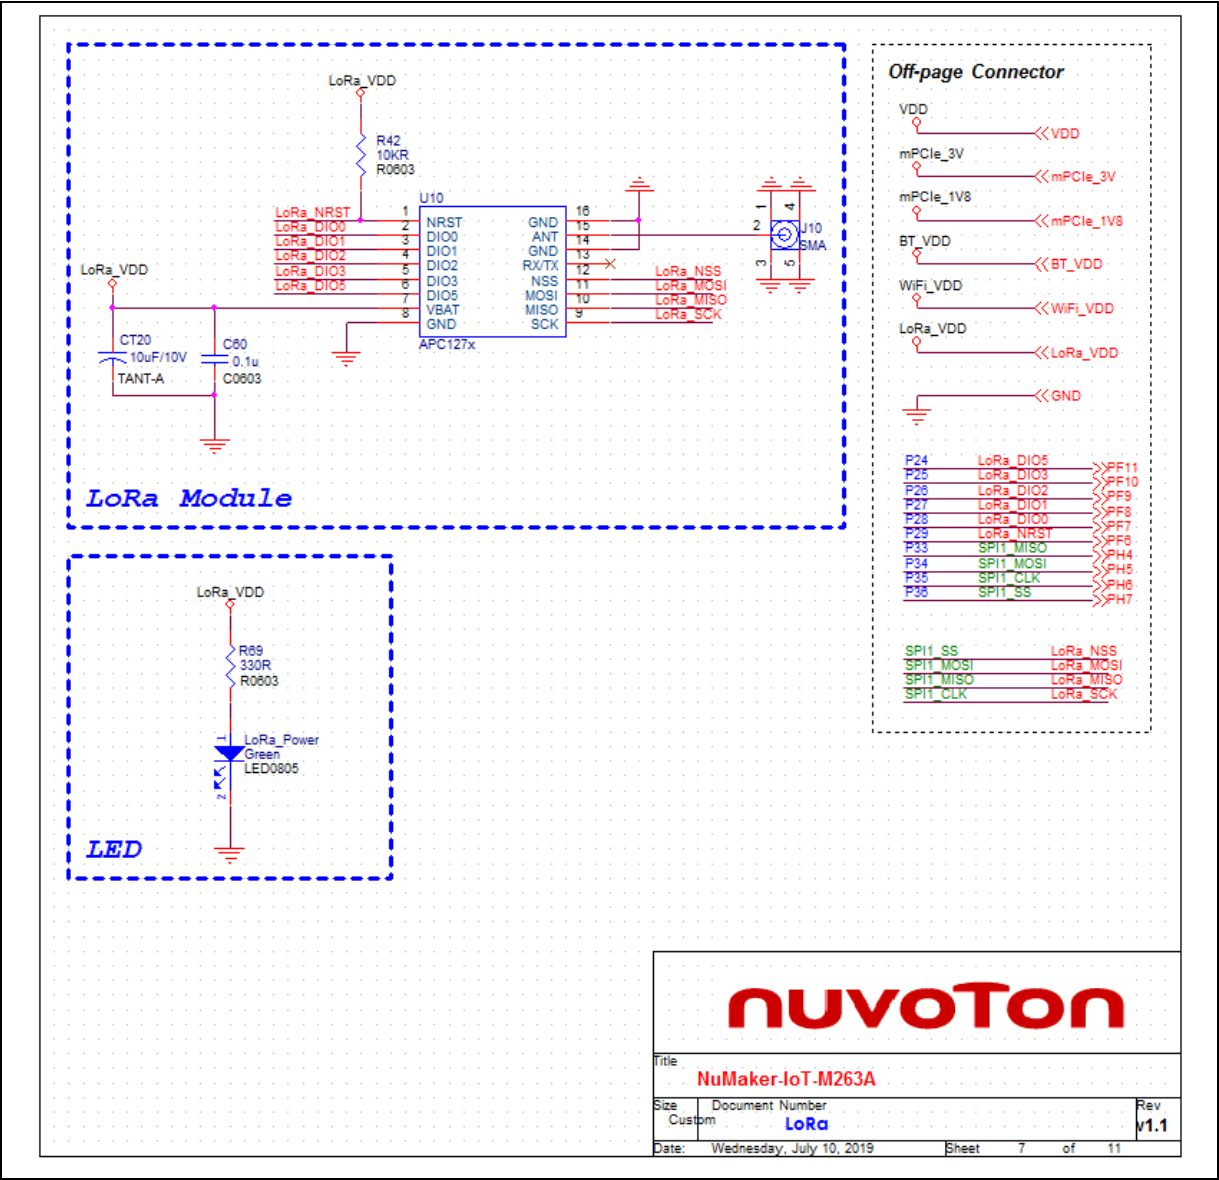 LoRa_VDD
R42
10KR
R0603
U10
LoRa_NRST 1 NRST GND 16
LoRa_DIO0 2 DIO0 ANT 15
LoRa_DIO1 3 DIO1 GND 14
LoRa_DIO2 4 DIO2 RX/TX 13
LoRa_DIO3 5 DIO3 NSS 12 LoRa_NSS
LoRa_DIO5 6 DIO5 MOSI 11 LoRa_MOSI
7 VBAT MISO 10 LoRa_MISO
8 GND SCK 9 LoRa_SCK
APC127x
1 4
2 J10
SMA
3 5
LoRa_VDD
CT20
10uF/10V
TANT-A
C60
0.1u
C0603
LoRa Module
LoRa_VDD
R69
330R
R0603
1
LoRa_Power
Green
LED0805
2
LED
Off-page Connector
VDD
VDD
mPCIe_3V
mPCIe_3V
mPCIe_1V8
mPCIe_1V8
BT_VDD
BT_VDD
WiFi_VDD
WiFi_VDD
LoRa_VDD
LoRa_VDD
GND
P24 LoRa_DIO5 PF11
P25 LoRa_DIO3 PF10
P26 LoRa_DIO2 PF9
P27 LoRa_DIO1 PF8
P28 LoRa_DIO0 PF7
P29 LoRa_NRST PF6
P33 SPI1_MISO PH4
P34 SPI1_MOSI PH5
P35 SPI1_CLK PH6
P36 SPI1_SS PH7
SPI1_SS LoRa_NSS
SPI1_MOSI LoRa_MOSI
SPI1_MISO LoRa_MISO
SPI1_CLK LoRa_SCK
nuvoTon
Title
NuMaker-IoT-M263A
Size Document Number Rev
Custom LoRa v1.1
Date: Wednesday, July 10, 2019 Sheet 7 of 11